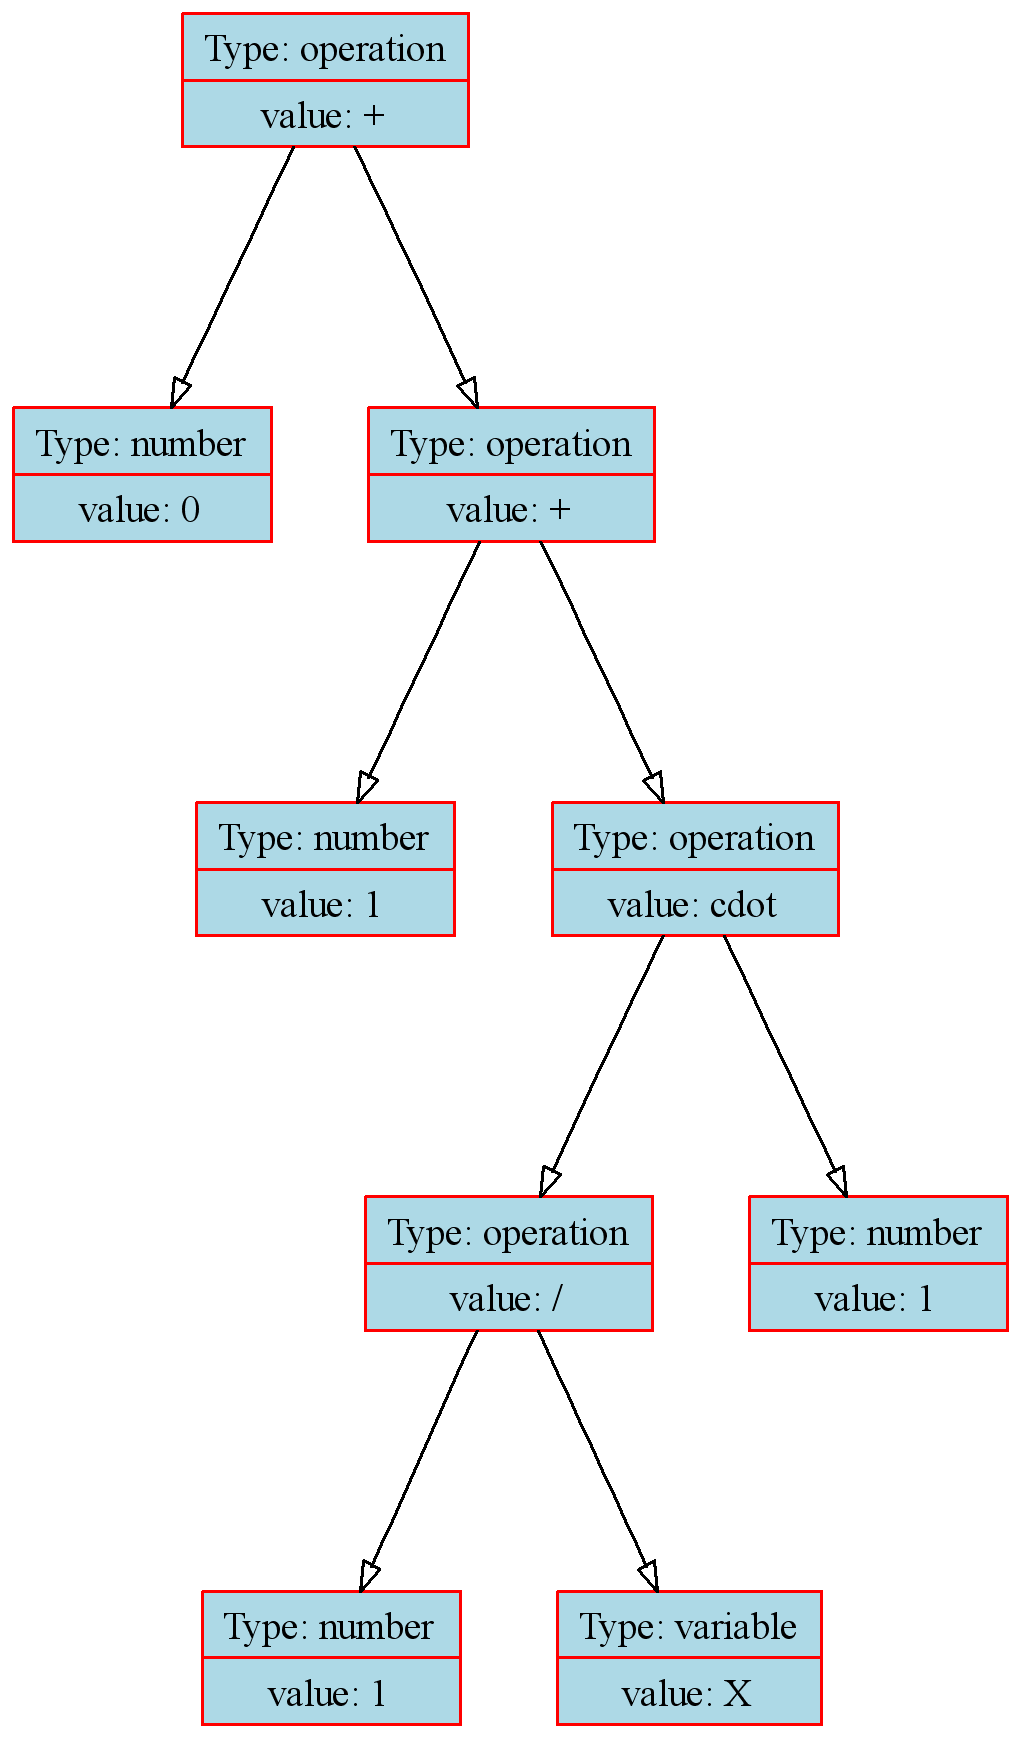 Type: operation
value: +
Type: number
value: 0
Type: operation
value: +
Type: number
value: 1
Type: operation
value: cdot
Type: operation
value: /
Type: number
value: 1
Type: number
value: 1
Type: variable
value: X